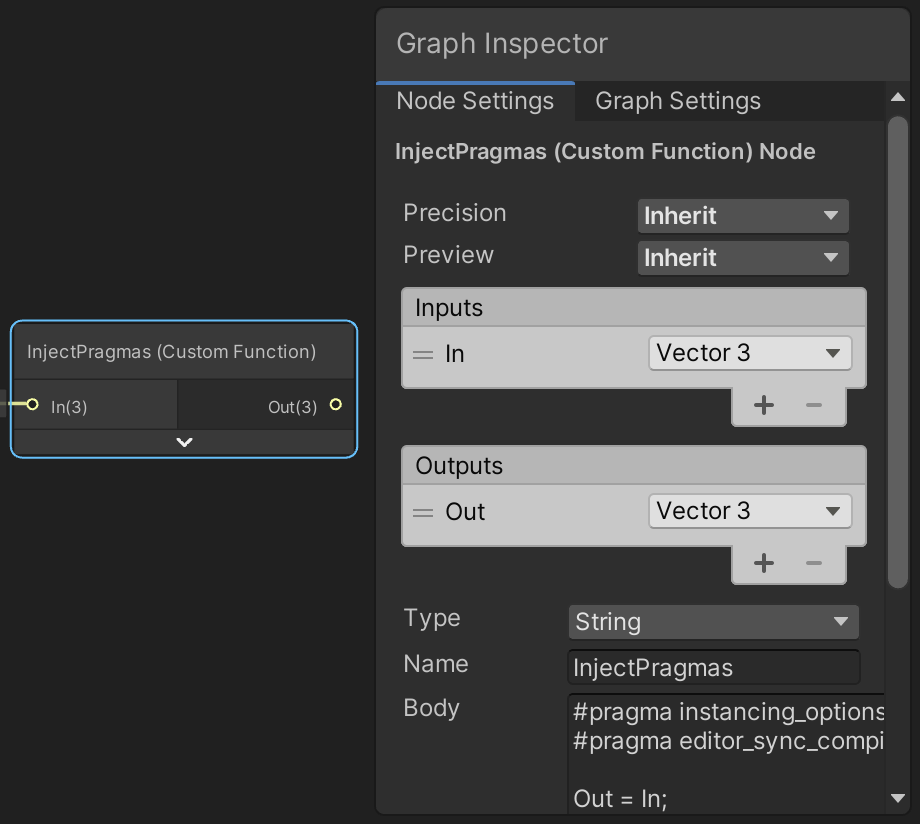 Graph Inspector
Node Settings
Graph Settings
InjectPragmas (Custom Function) Node
Precision
Inherit
Preview
Inherit
Inputs
In
Vector 3
+ −
Outputs
Out
Vector 3
+ −
Type
String
Name
InjectPragmas
Body
#pragma instancing_options
#pragma editor_sync_compi
Out = In;
InjectPragmas (Custom Function)
In(3)
Out(3)